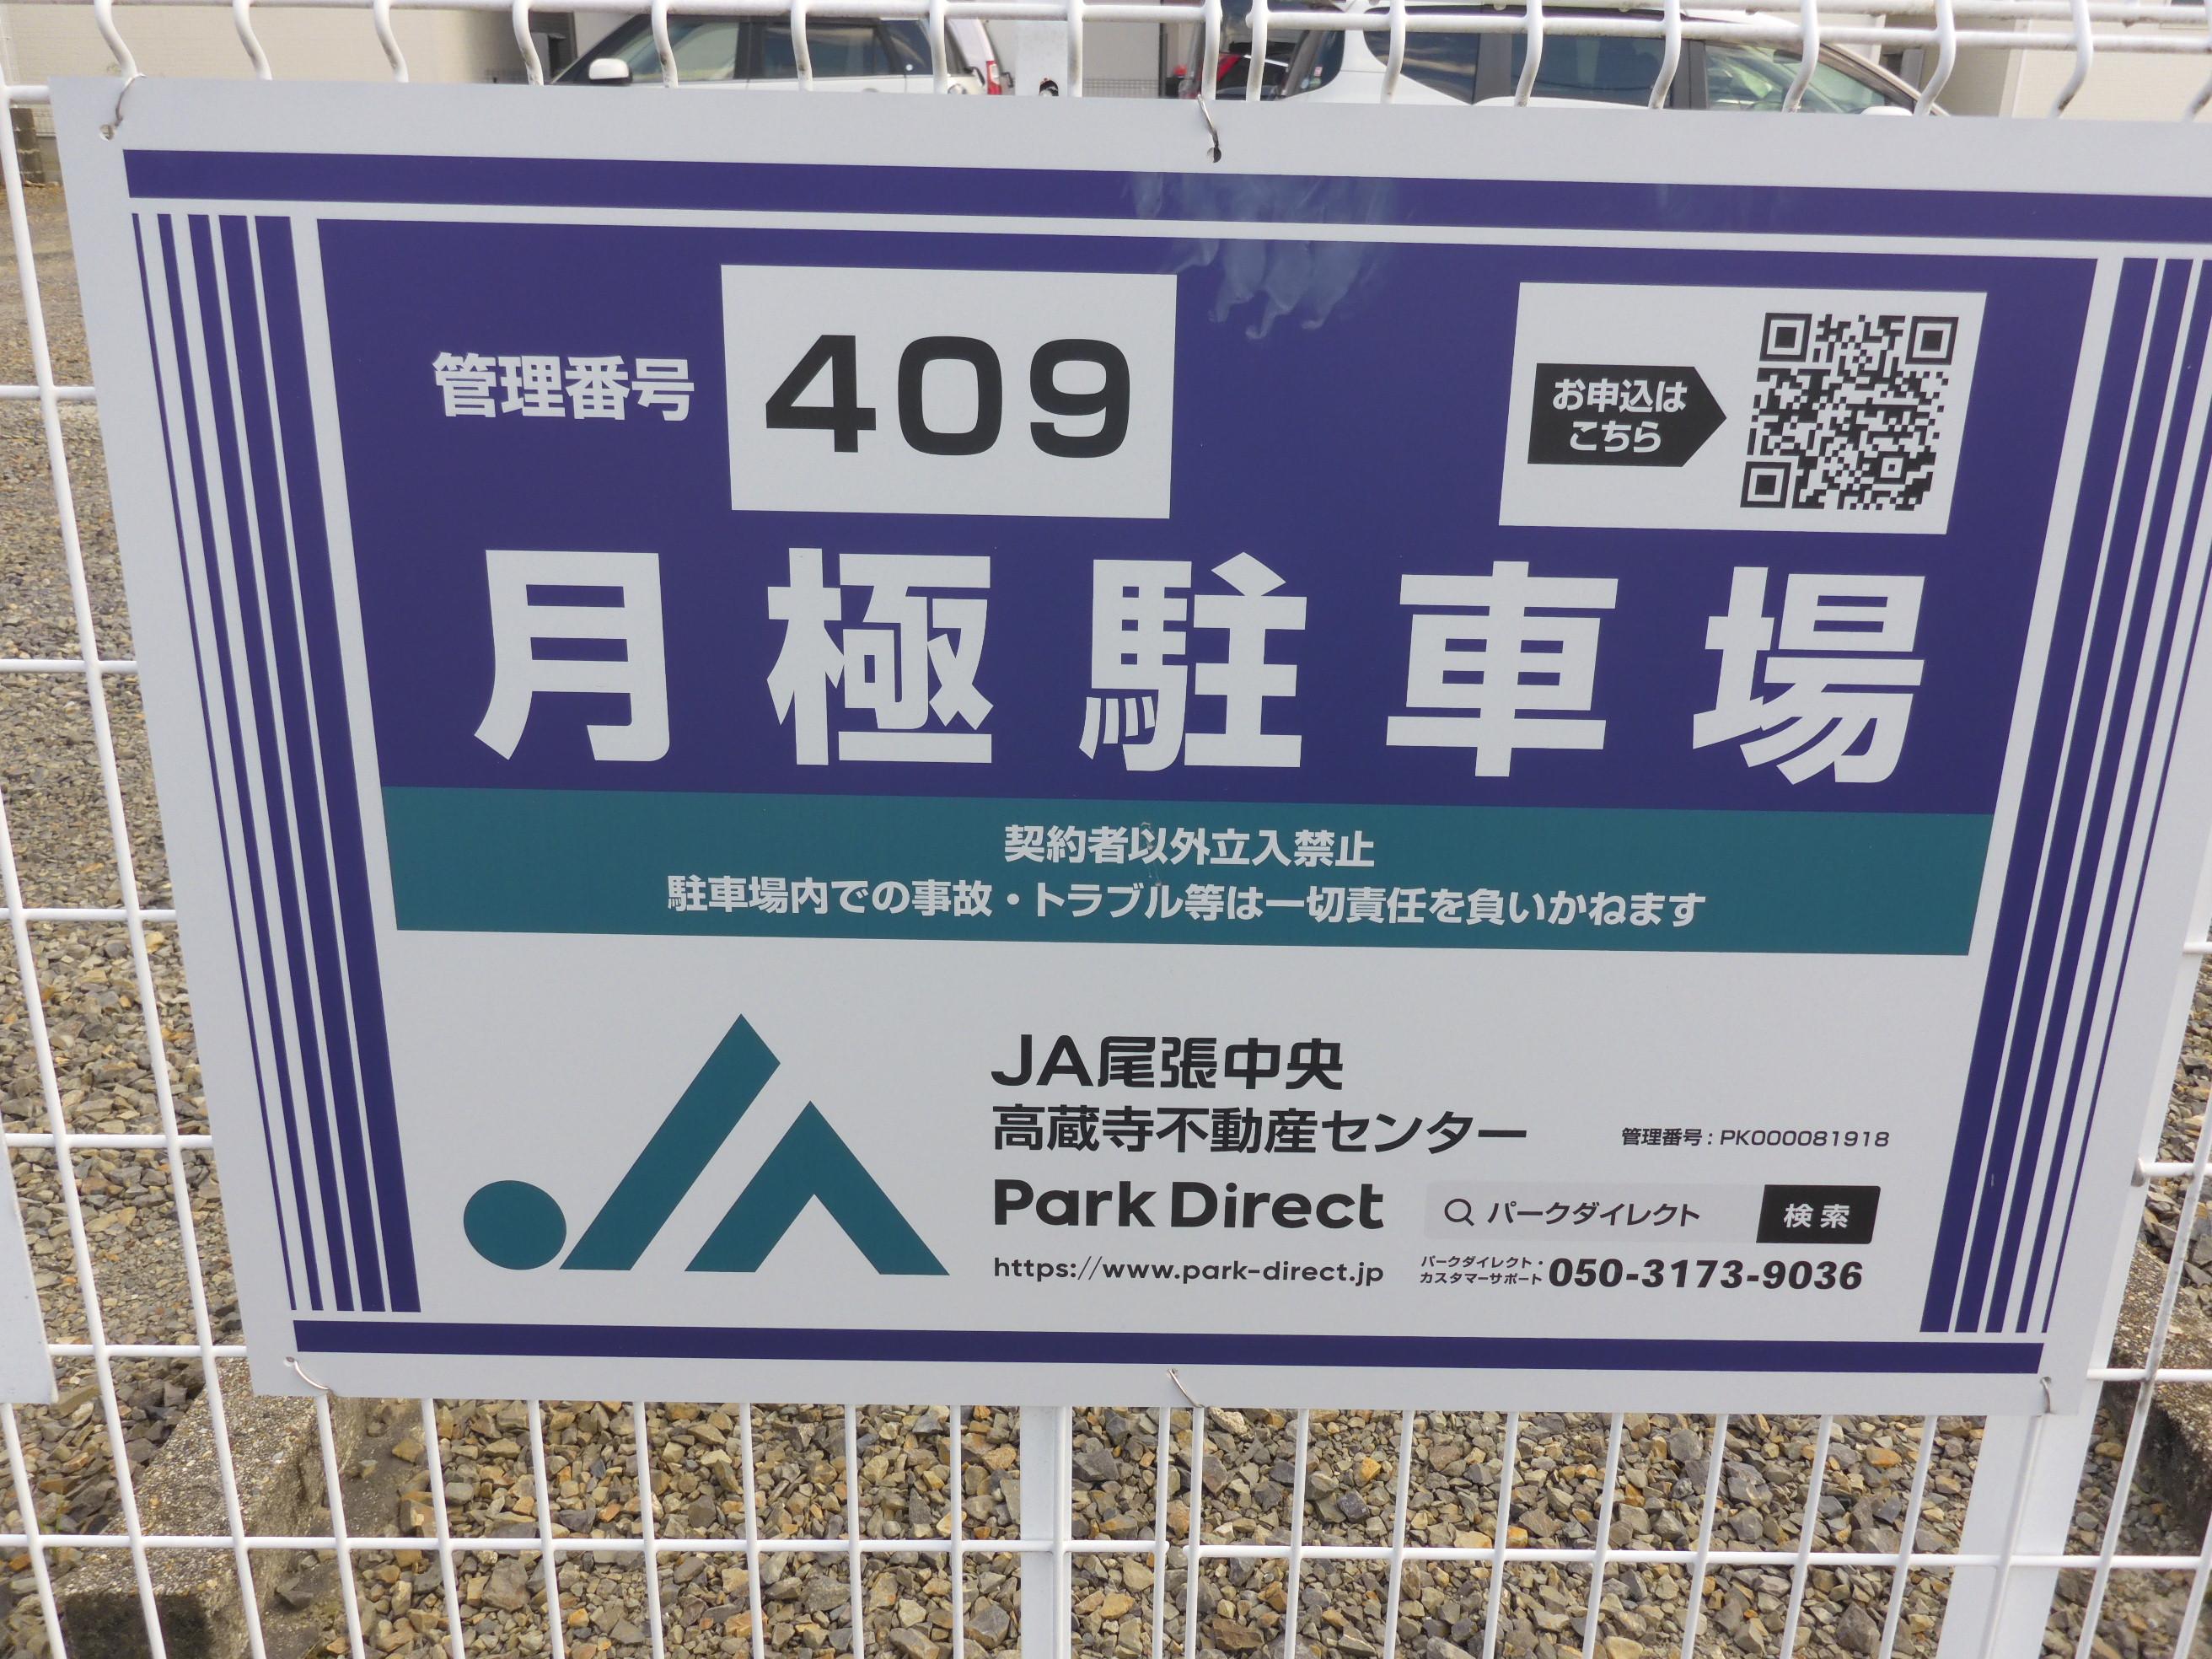 管理番号 409
お申込は
こちら
月極駐車場
契約者以外立入禁止
駐車場内での事故・トラブル等は一切責任を負いかねます
JA
JA尾張中央
高蔵寺不動産センター
管理番号：PK000081918
Park Direct
パークダイレクト 検索
https://www.park-direct.jp
パークダイレクト・
カスタマーサポート 050-3173-9036